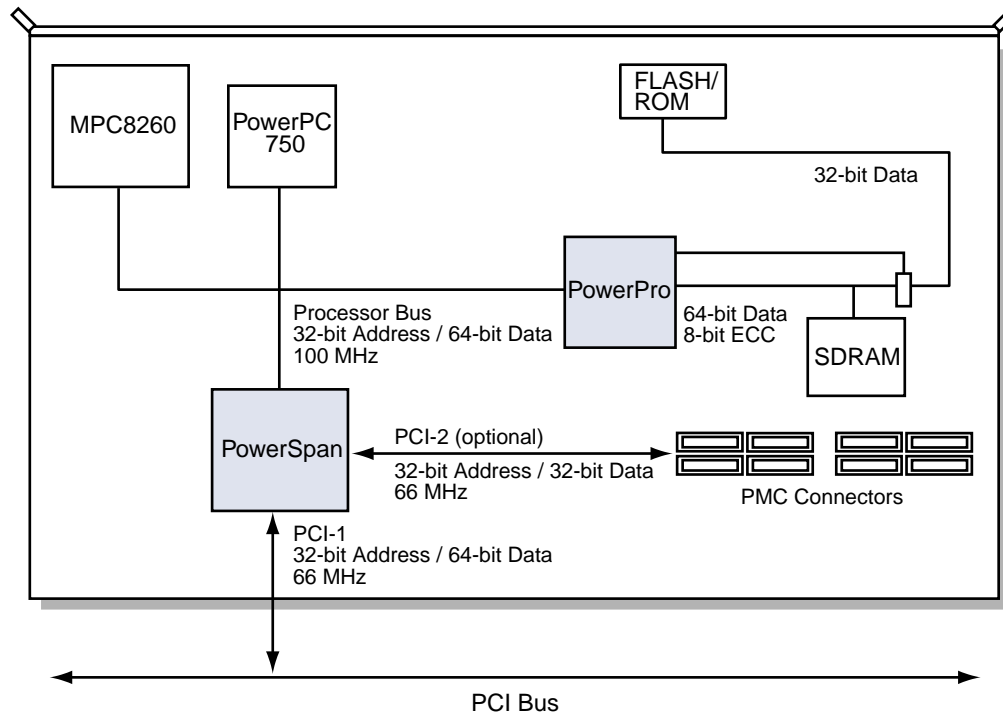 MPC8260
PowerPC
750
FLASH/
ROM
32-bit Data
PowerPro
Processor Bus
32-bit Address / 64-bit Data
100 MHz
64-bit Data
8-bit ECC
SDRAM
PowerSpan
PCI-2 (optional)
32-bit Address / 32-bit Data
66 MHz
PMC Connectors
PCI-1
32-bit Address / 64-bit Data
66 MHz
PCI Bus